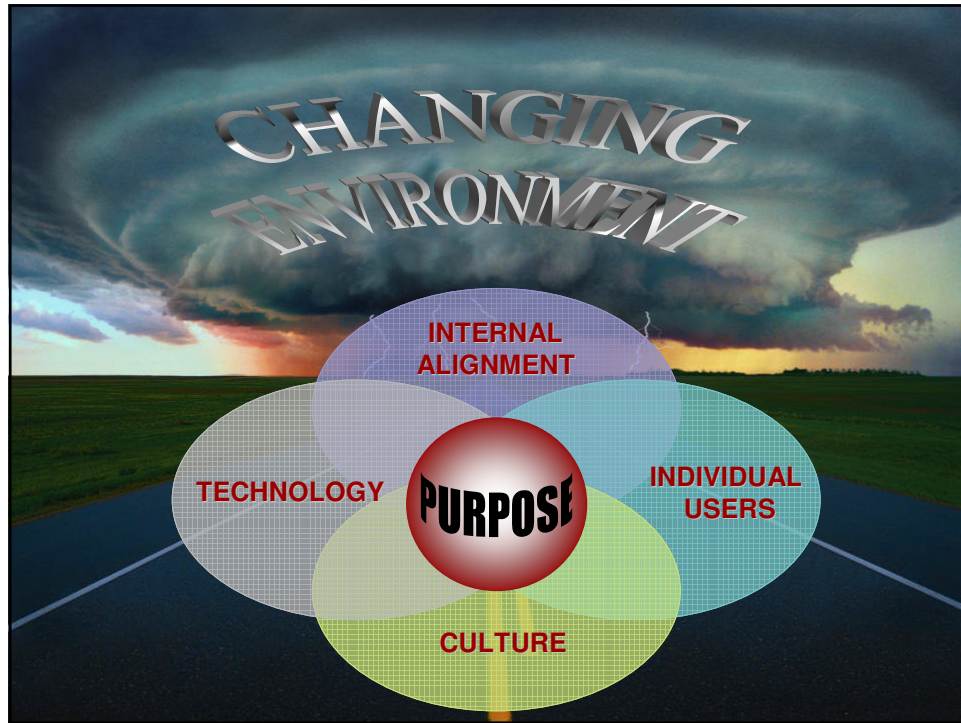 CHANGING
ENVIRONMENT
INTERNAL
ALIGNMENT
TECHNOLOGY
PURPOSE
INDIVIDUAL
USERS
CULTURE